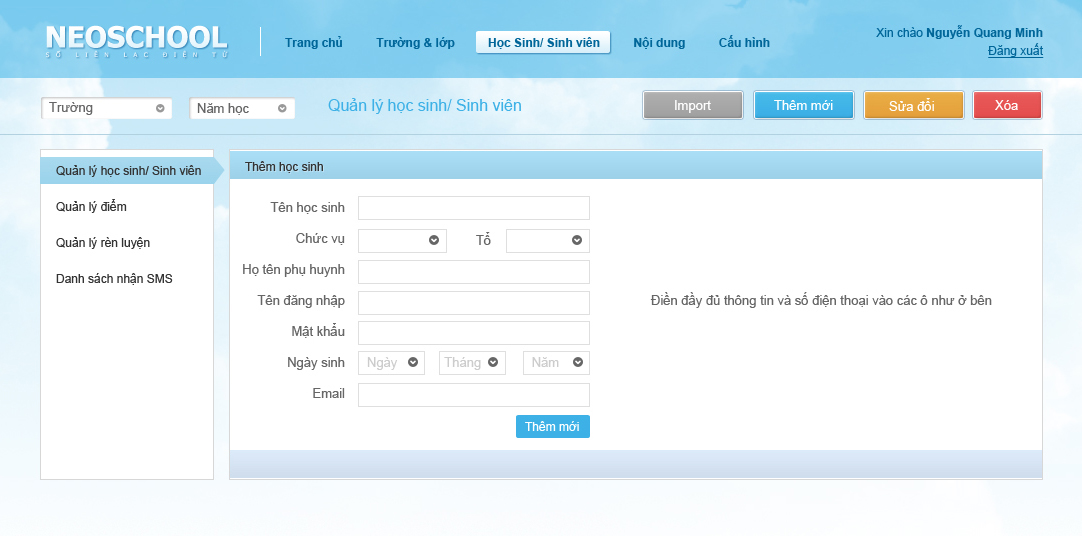 NEOSCHOOL
SỔ LIÊN LẠC ĐIỆN TỬ
Trang chủ
Trường & lớp
Học Sinh/ Sinh viên
Nội dung
Cấu hình
Xin chào Nguyễn Quang Minh
Đăng xuất
Trường
Năm học
Quản lý học sinh/ Sinh viên
Import
Thêm mới
Sửa đổi
Xóa
Quản lý học sinh/ Sinh viên
Quản lý điểm
Quản lý rèn luyện
Danh sách nhận SMS
Thêm học sinh
Tên học sinh
Chức vụ
Tổ
Họ tên phụ huynh
Tên đăng nhập
Mật khẩu
Ngày sinh
Ngày
Tháng
Năm
Email
Thêm mới
Điền đầy đủ thông tin và số điện thoại vào các ô như ở bên